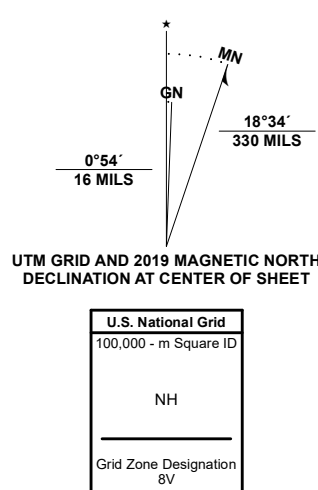 ★
MN
GN
18°34´
330 MILS
0°54´
16 MILS
UTM GRID AND 2019 MAGNETIC NORTH
DECLINATION AT CENTER OF SHEET
U.S. National Grid
100,000 - m Square ID
NH
Grid Zone Designation
8V